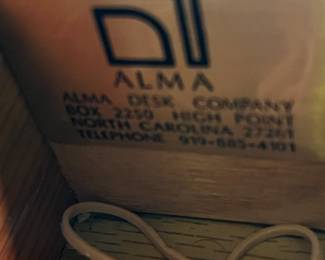 ALMA
ALMA DESK COMPANY
BOX 2250 HIGH POINT
NORTH CAROLINA 27261
TELEPHONE 919-885-4101